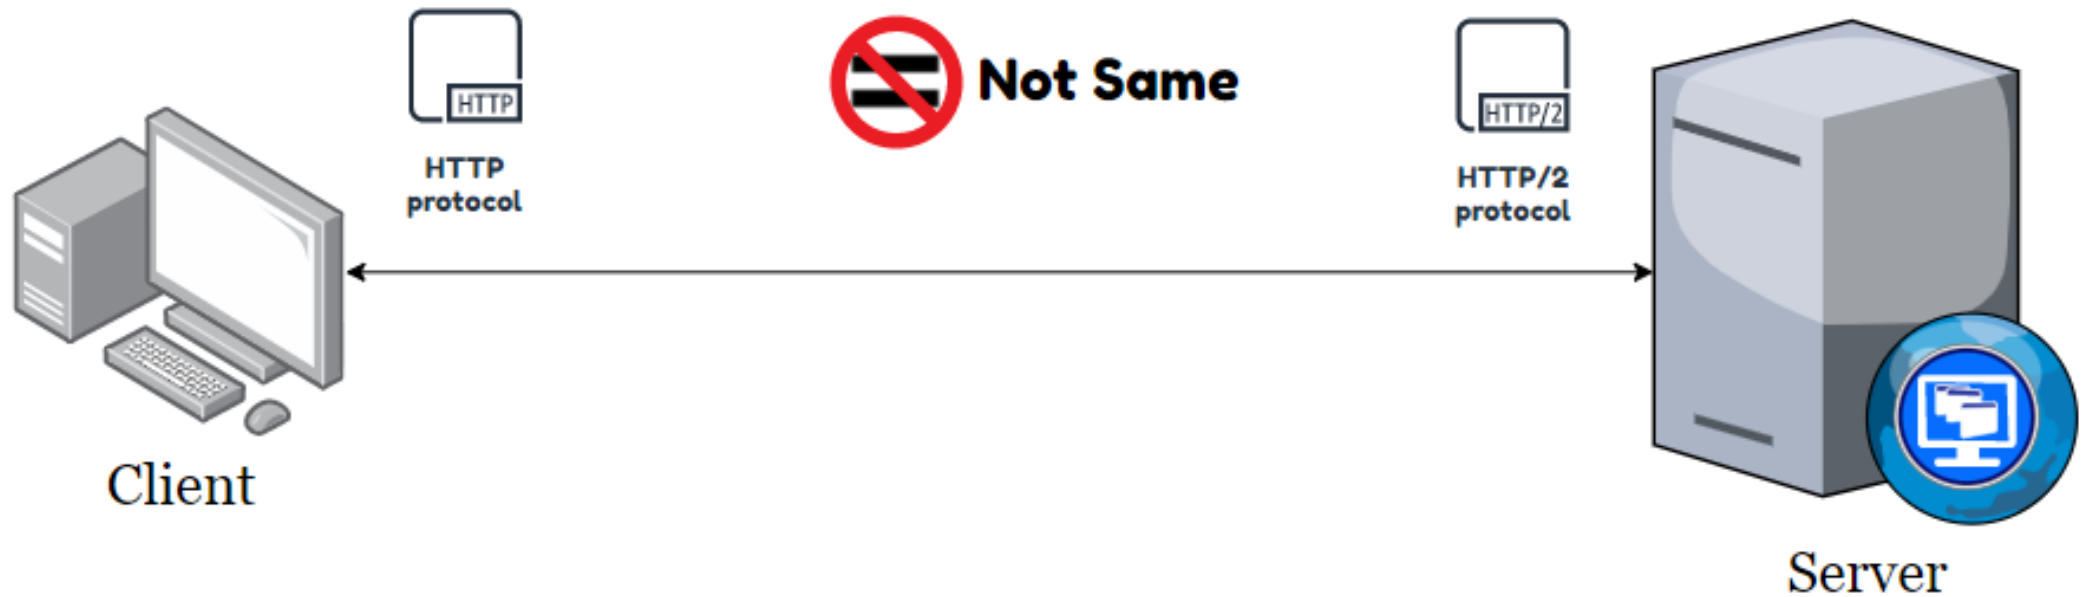 HTTP
HTTP
protocol
Not Same
HTTP/2
HTTP/2
protocol
Client
Server